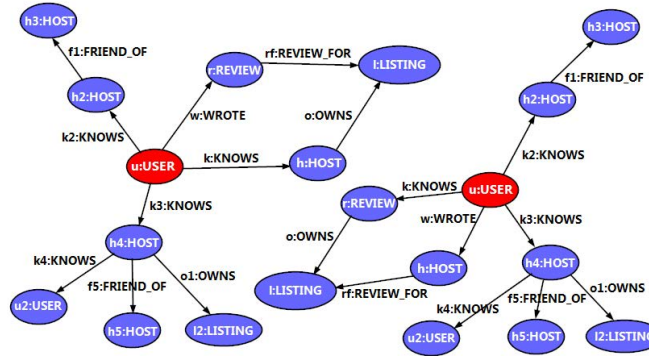 h3:HOST
f1:FRIEND_OF
h2:HOST
r:REVIEW
rf:REVIEW_FOR
l:LISTING
w:WROTE
o:OWNS
k2:KNOWS
u:USER
k:KNOWS
h:HOST
k3:KNOWS
h4:HOST
k4:KNOWS
f5:FRIEND_OF
o1:OWNS
u2:USER
h5:HOST
l2:LISTING
h3:HOST
f1:FRIEND_OF
h2:HOST
k2:KNOWS
u:USER
k:KNOWS
r:REVIEW
w:WROTE
k3:KNOWS
o:OWNS
h:HOST
h4:HOST
l:LISTING
rf:REVIEW_FOR
k4:KNOWS
f5:FRIEND_OF
o1:OWNS
u2:USER
h5:HOST
l2:LISTING